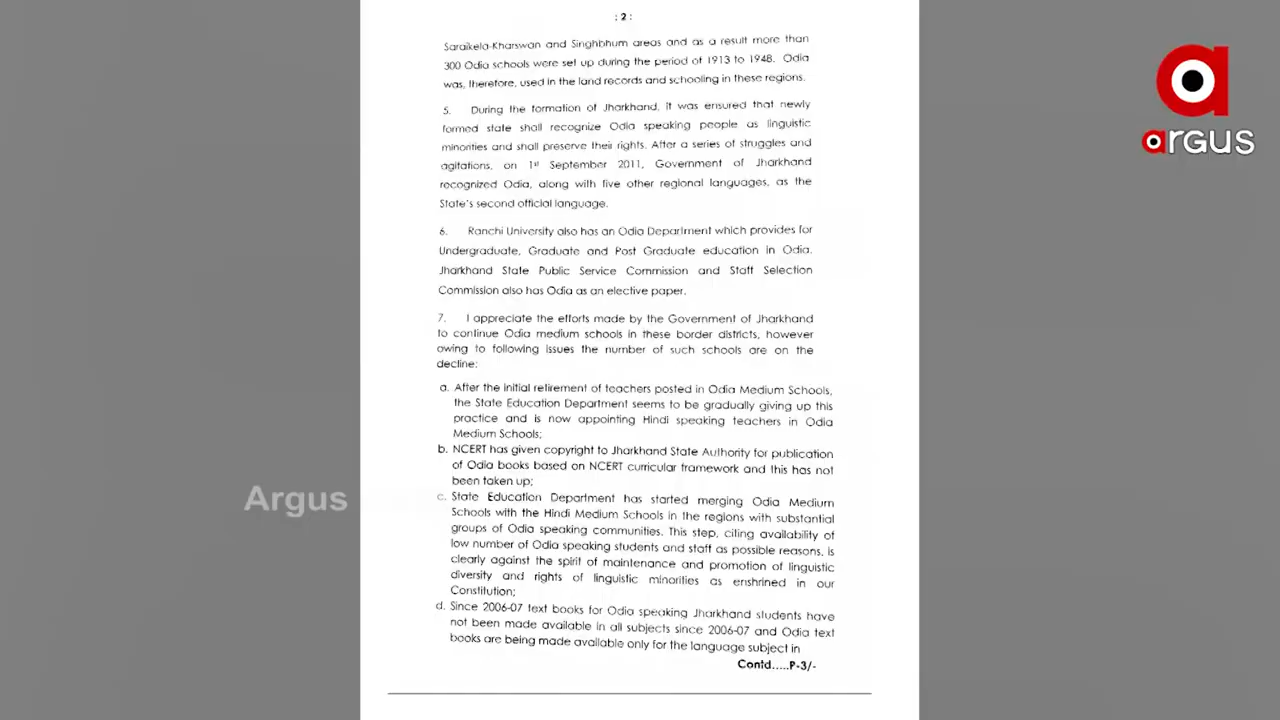 : 2 :
Saraikela-Kharswan and Singhbhum areas and as a result more than
300 Odia schools were set up during the period of 1913 to 1948. Odia
was, therefore, used in the land records and schooling in these regions.
5. During the formation of Jharkhand, it was ensured that newly
formed state shall recognize Odia speaking people as linguistic
minorities and shall preserve their rights. After a series of struggles and
agitations, on 1st September 2011, Government of Jharkhand
recognized Odia, along with five other regional languages, as the
State's second official language.
6. Ranchi University also has an Odia Department which provides for
Undergraduate, Graduate and Post Graduate education in Odia.
Jharkhand State Public Service Commission and Staff Selection
Commission also has Odia as an elective paper.
7. I appreciate the efforts made by the Government of Jharkhand
to continue Odia medium schools in these border districts, however
owing to following issues the number of such schools are on the
decline:
a. After the initial retirement of teachers posted in Odia Medium Schools,
the State Education Department seems to be gradually giving up this
practice and is now appointing Hindi speaking teachers in Odia
Medium Schools;
b. NCERT has given copyright to Jharkhand State Authority for publication
of Odia books based on NCERT curricular framework and this has not
been taken up;
c. State Education Department has started merging Odia Medium
Schools with the Hindi Medium Schools in the regions with substantial
groups of Odia speaking communities. This step, citing availability of
low number of Odia speaking students and staff as possible reasons, is
clearly against the spirit of maintenance and promotion of linguistic
diversity and rights of linguistic minorities as enshrined in our
Constitution;
d. Since 2006-07 text books for Odia speaking Jharkhand students have
not been made available in all subjects since 2006-07 and Odia text
books are being made available only for the language subject in
Contd.....P-3/-
argus
Argus